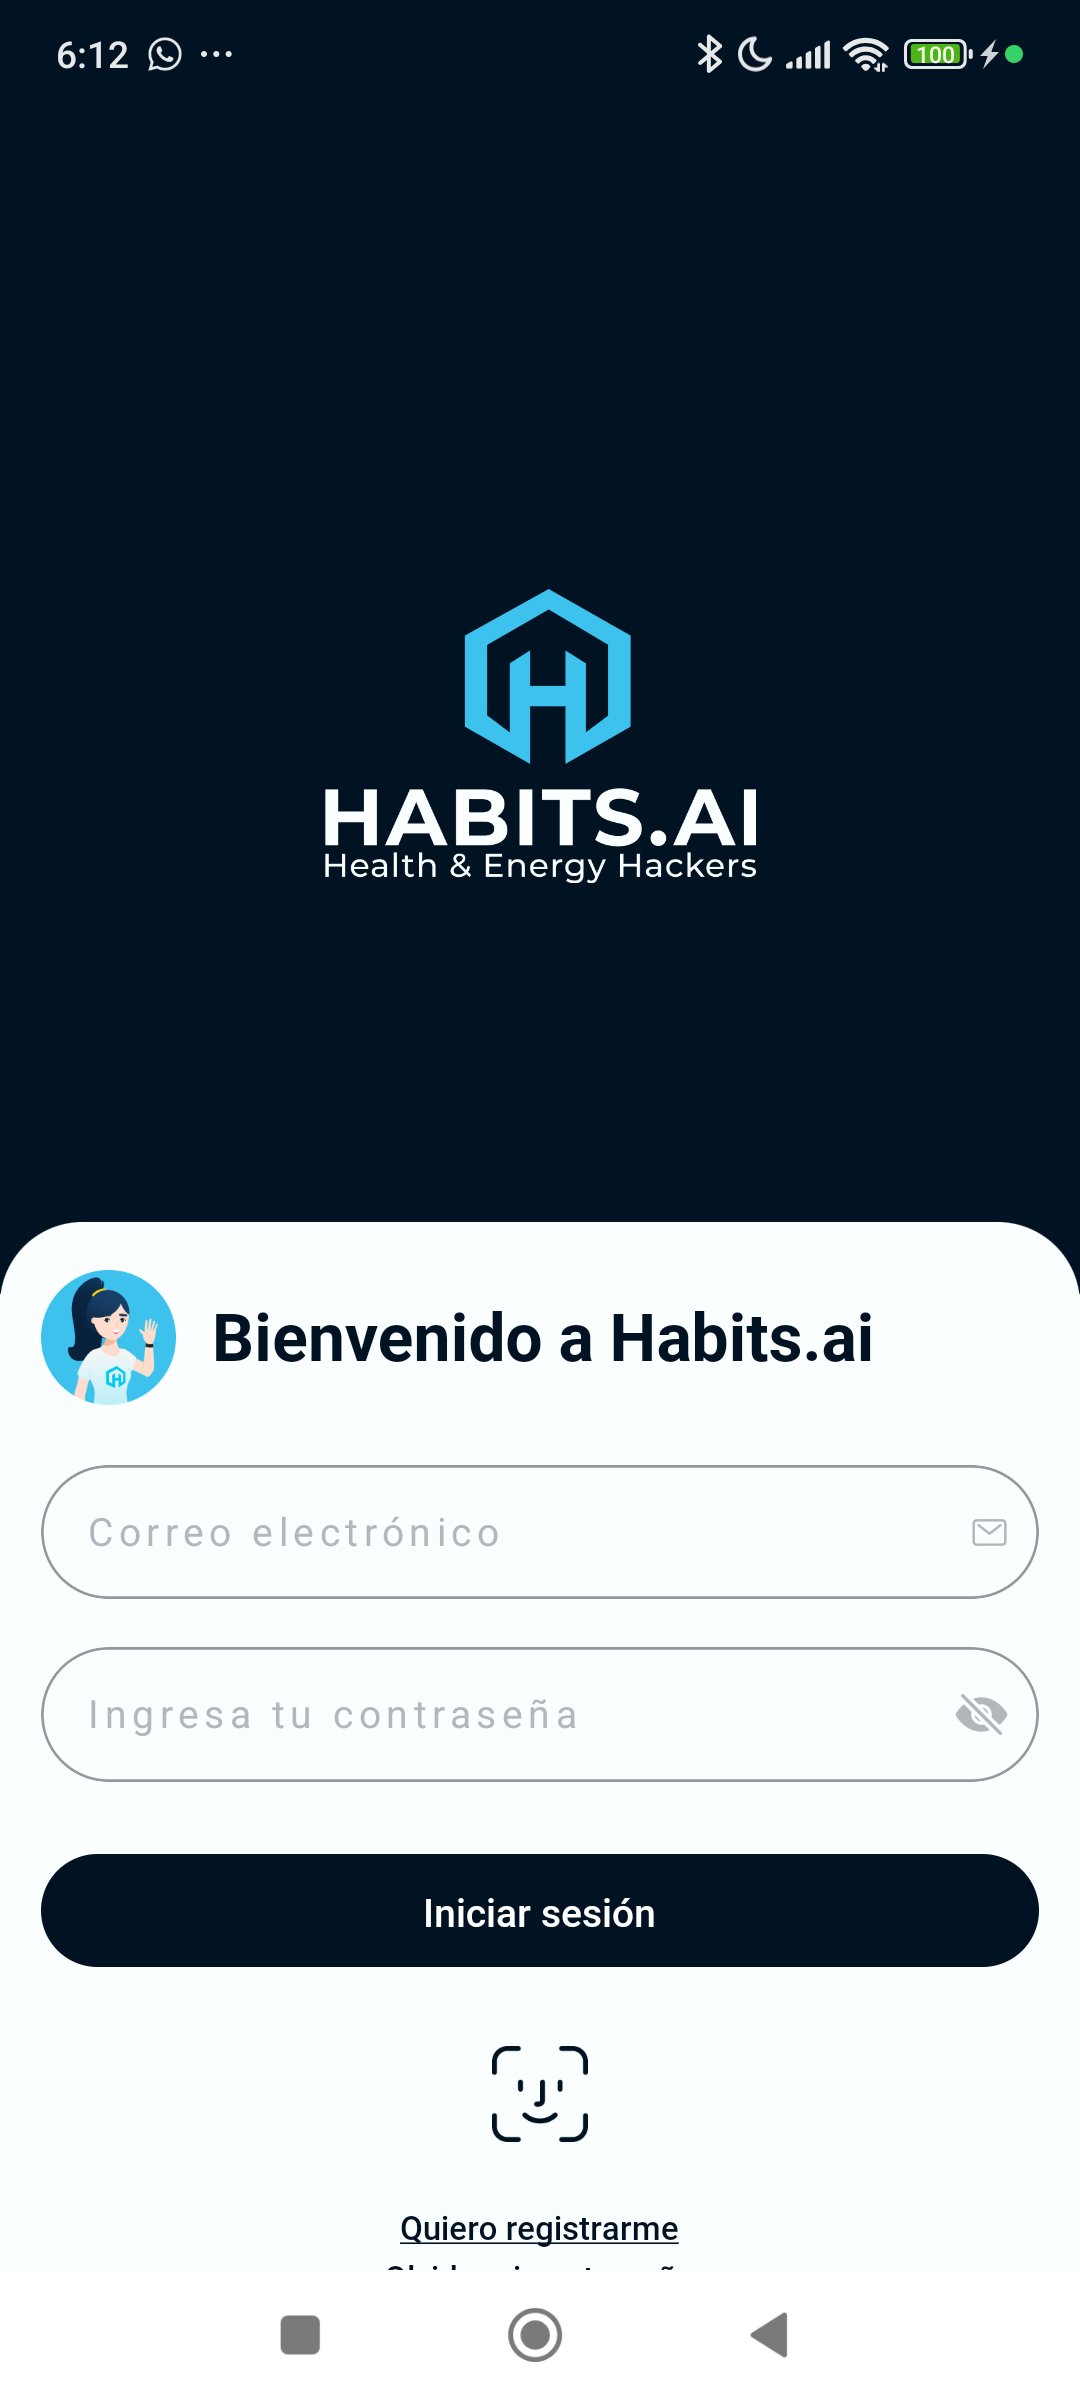 6:12
100
HABITS.AI
Health & Energy Hackers
Bienvenido a Habits.ai
Correo electrónico
Ingresa tu contraseña
Iniciar sesión
Quiero registrarme